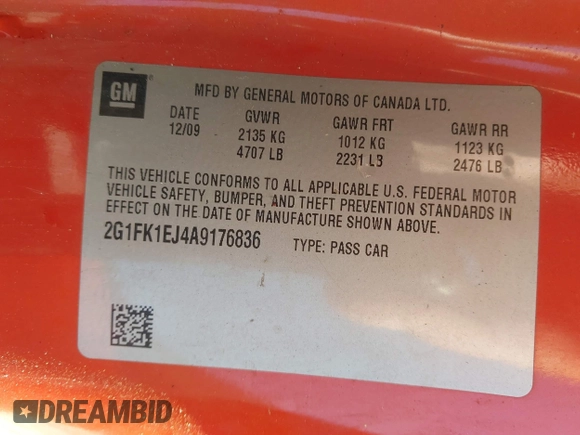 GM
®
MFD BY GENERAL MOTORS OF CANADA LTD.
DATE GVWR GAWR FRT GAWR RR
12/09 2135 KG 1012 KG 1123 KG
4707 LB 2231 LB 2476 LB
THIS VEHICLE CONFORMS TO ALL APPLICABLE U.S. FEDERAL MOTOR
VEHICLE SAFETY, BUMPER, AND THEFT PREVENTION STANDARDS IN
EFFECT ON THE DATE OF MANUFACTURE SHOWN ABOVE.
2G1FK1EJ4A9176836 TYPE: PASS CAR
DREAMBID